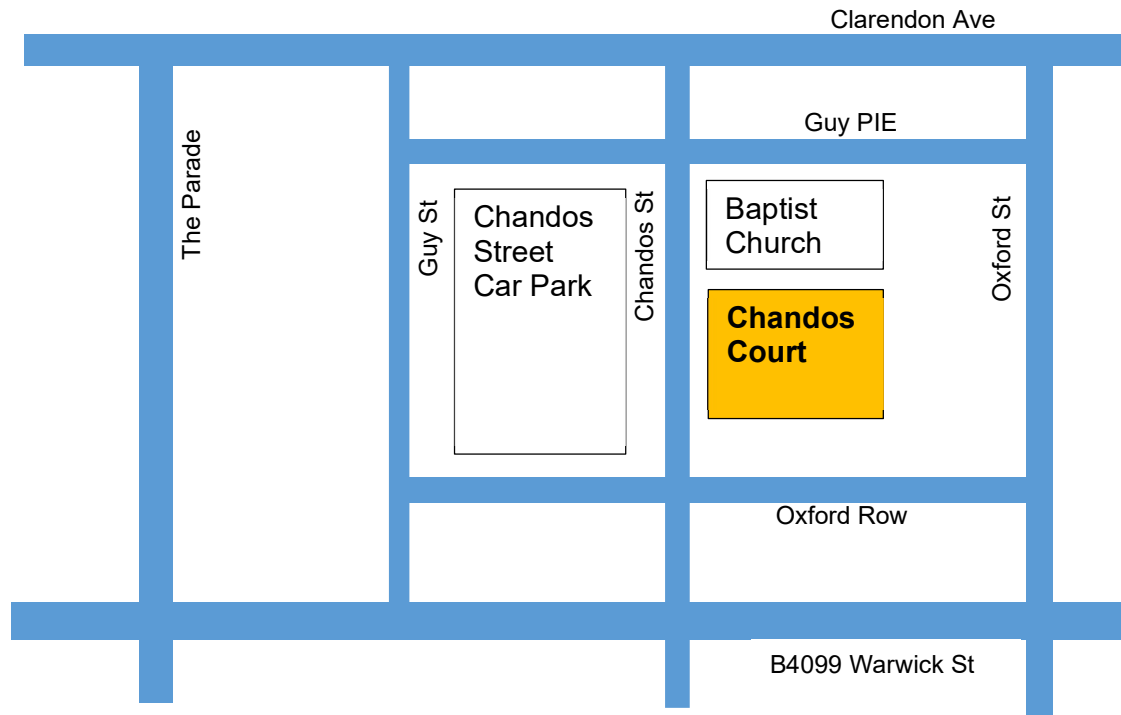 Clarendon Ave
Guy PIE
The Parade
Guy St
Chandos
Street
Car Park
Chandos St
Baptist
Church
Oxford St
Chandos
Court
Oxford Row
B4099 Warwick St